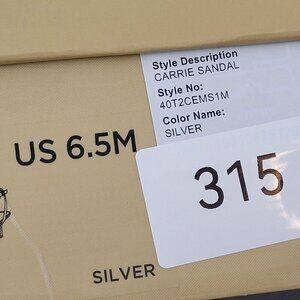 Style Description
CARRIE SANDAL
Style No:
40T2CEMS1M
Color Name:
SILVER
US 6.5M
315
SILVER